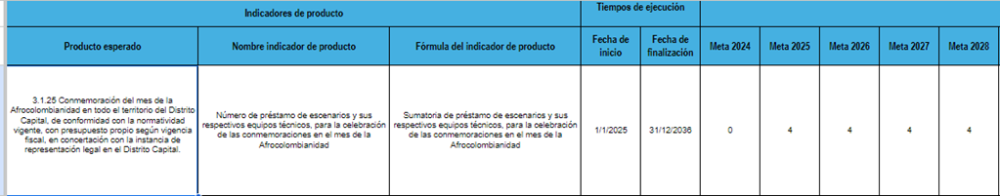 Indicadores de producto
Tiempos de ejecución
Producto esperado
Nombre indicador de producto
Fórmula del indicador de producto
Fecha de
inicio
Fecha de
finalización
Meta 2024
Meta 2025
Meta 2026
Meta 2027
Meta 2028
3.1.25 Conmemoración del mes de la
Afrocolombianidad en todo el territorio del Distrito
Capital, de conformidad con la normatividad
vigente, con presupuesto propio según vigencia
fiscal, en concertación con la instancia de
representación legal en el Distrito Capital.
Número de préstamo de escenarios y sus
respectivos equipos técnicos, para la celebración
de las conmemoraciones en el mes de la
Afrocolombianidad
Sumatoria de préstamo de escenarios y sus
respectivos equipos técnicos, para la celebración
de las conmemoraciones en el mes de la
Afrocolombianidad
1/1/2025
31/12/2036
0
4
4
4
4